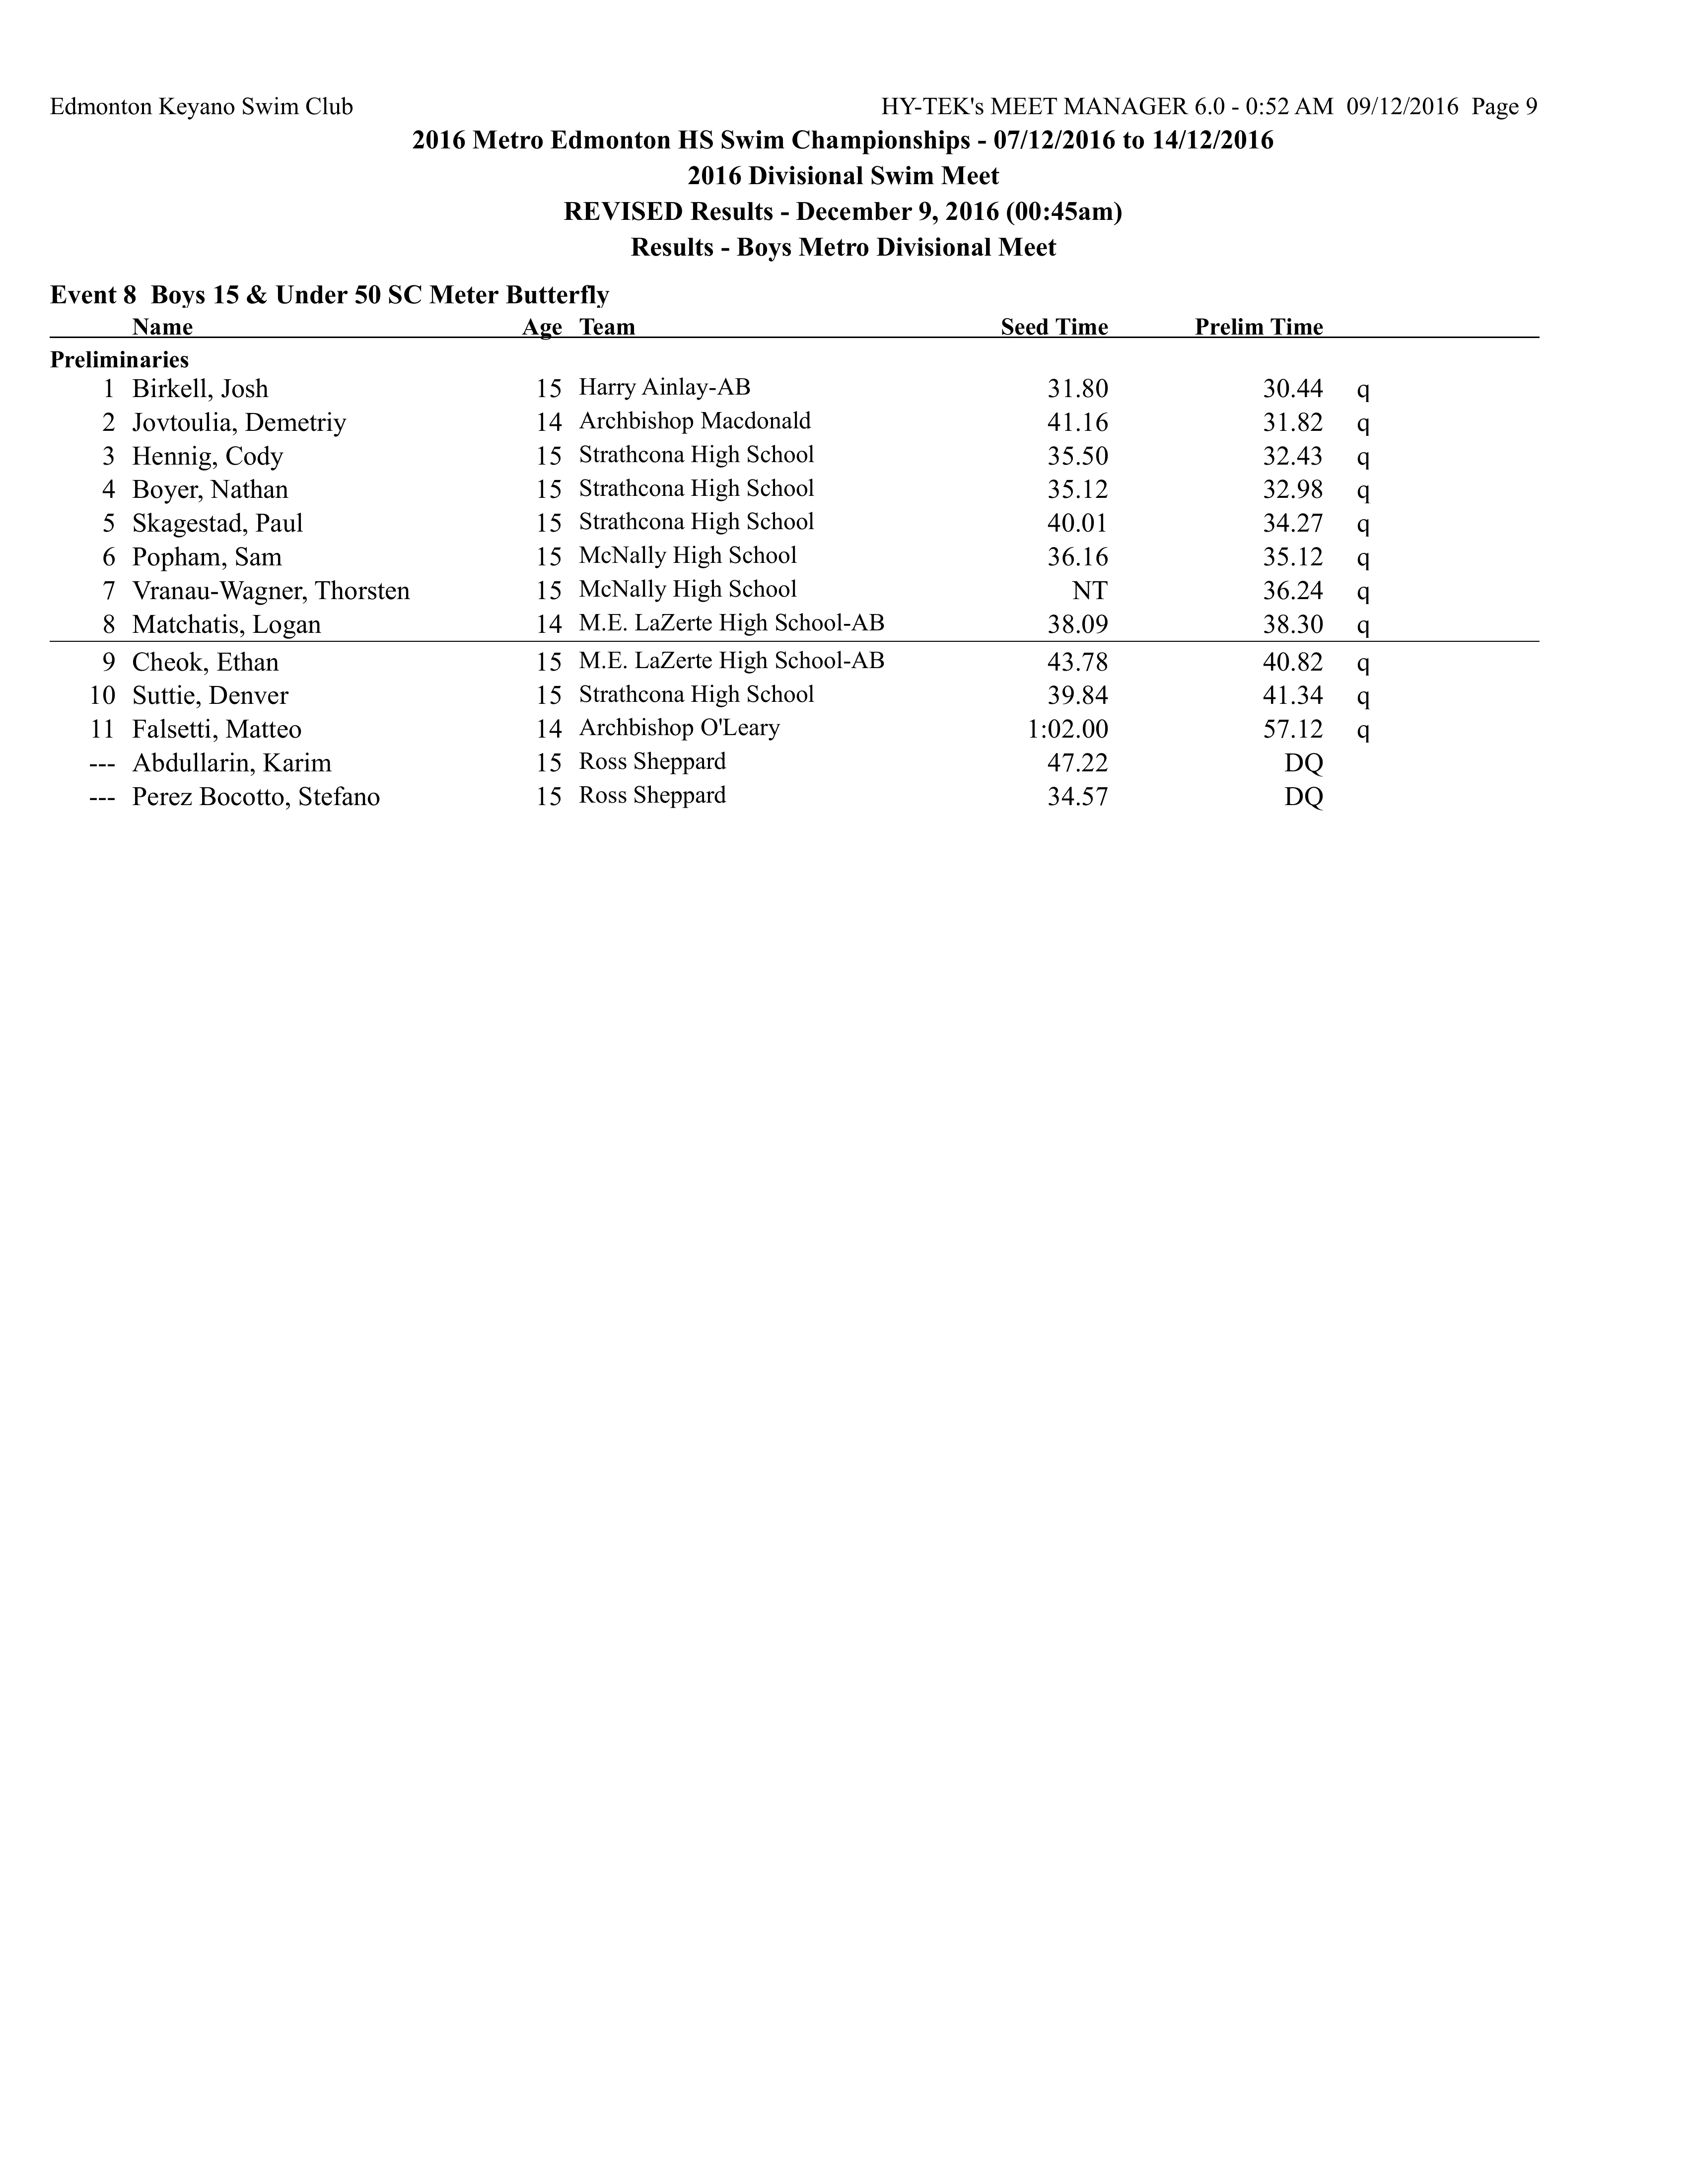 Edmonton Keyano Swim Club HY-TEK's MEET MANAGER 6.0 - 0:52 AM 09/12/2016 Page 9
2016 Metro Edmonton HS Swim Championships - 07/12/2016 to 14/12/2016
2016 Divisional Swim Meet
REVISED Results - December 9, 2016 (00:45am)
Results - Boys Metro Divisional Meet
Event 8 Boys 15 & Under 50 SC Meter Butterfly
Name Age Team Seed Time Prelim Time
Preliminaries
1 Birkell, Josh 15 Harry Ainlay-AB 31.80 30.44 q
2 Jovtoulia, Demetriy 14 Archbishop Macdonald 41.16 31.82 q
3 Hennig, Cody 15 Strathcona High School 35.50 32.43 q
4 Boyer, Nathan 15 Strathcona High School 35.12 32.98 q
5 Skagestad, Paul 15 Strathcona High School 40.01 34.27 q
6 Popham, Sam 15 McNally High School 36.16 35.12 q
7 Vranau-Wagner, Thorsten 15 McNally High School NT 36.24 q
8 Matchatis, Logan 14 M.E. LaZerte High School-AB 38.09 38.30 q
9 Cheok, Ethan 15 M.E. LaZerte High School-AB 43.78 40.82 q
10 Suttie, Denver 15 Strathcona High School 39.84 41.34 q
11 Falsetti, Matteo 14 Archbishop O'Leary 1:02.00 57.12 q
--- Abdullarin, Karim 15 Ross Sheppard 47.22 DQ
--- Perez Bocotto, Stefano 15 Ross Sheppard 34.57 DQ